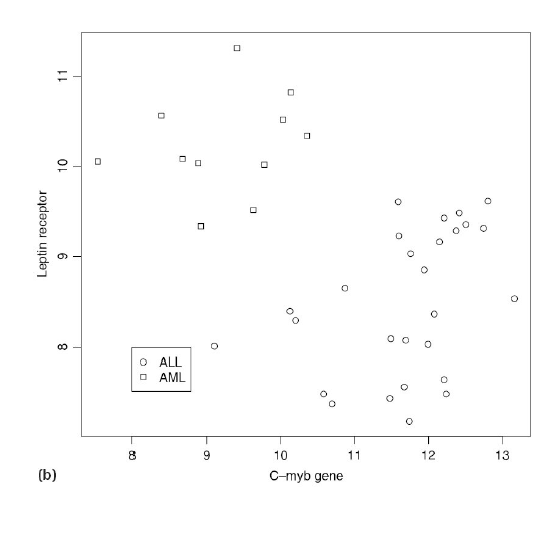 11
10
9
8
Leptin receptor
ALL
AML
8 9 10 11 12 13
C–myb gene
(b)